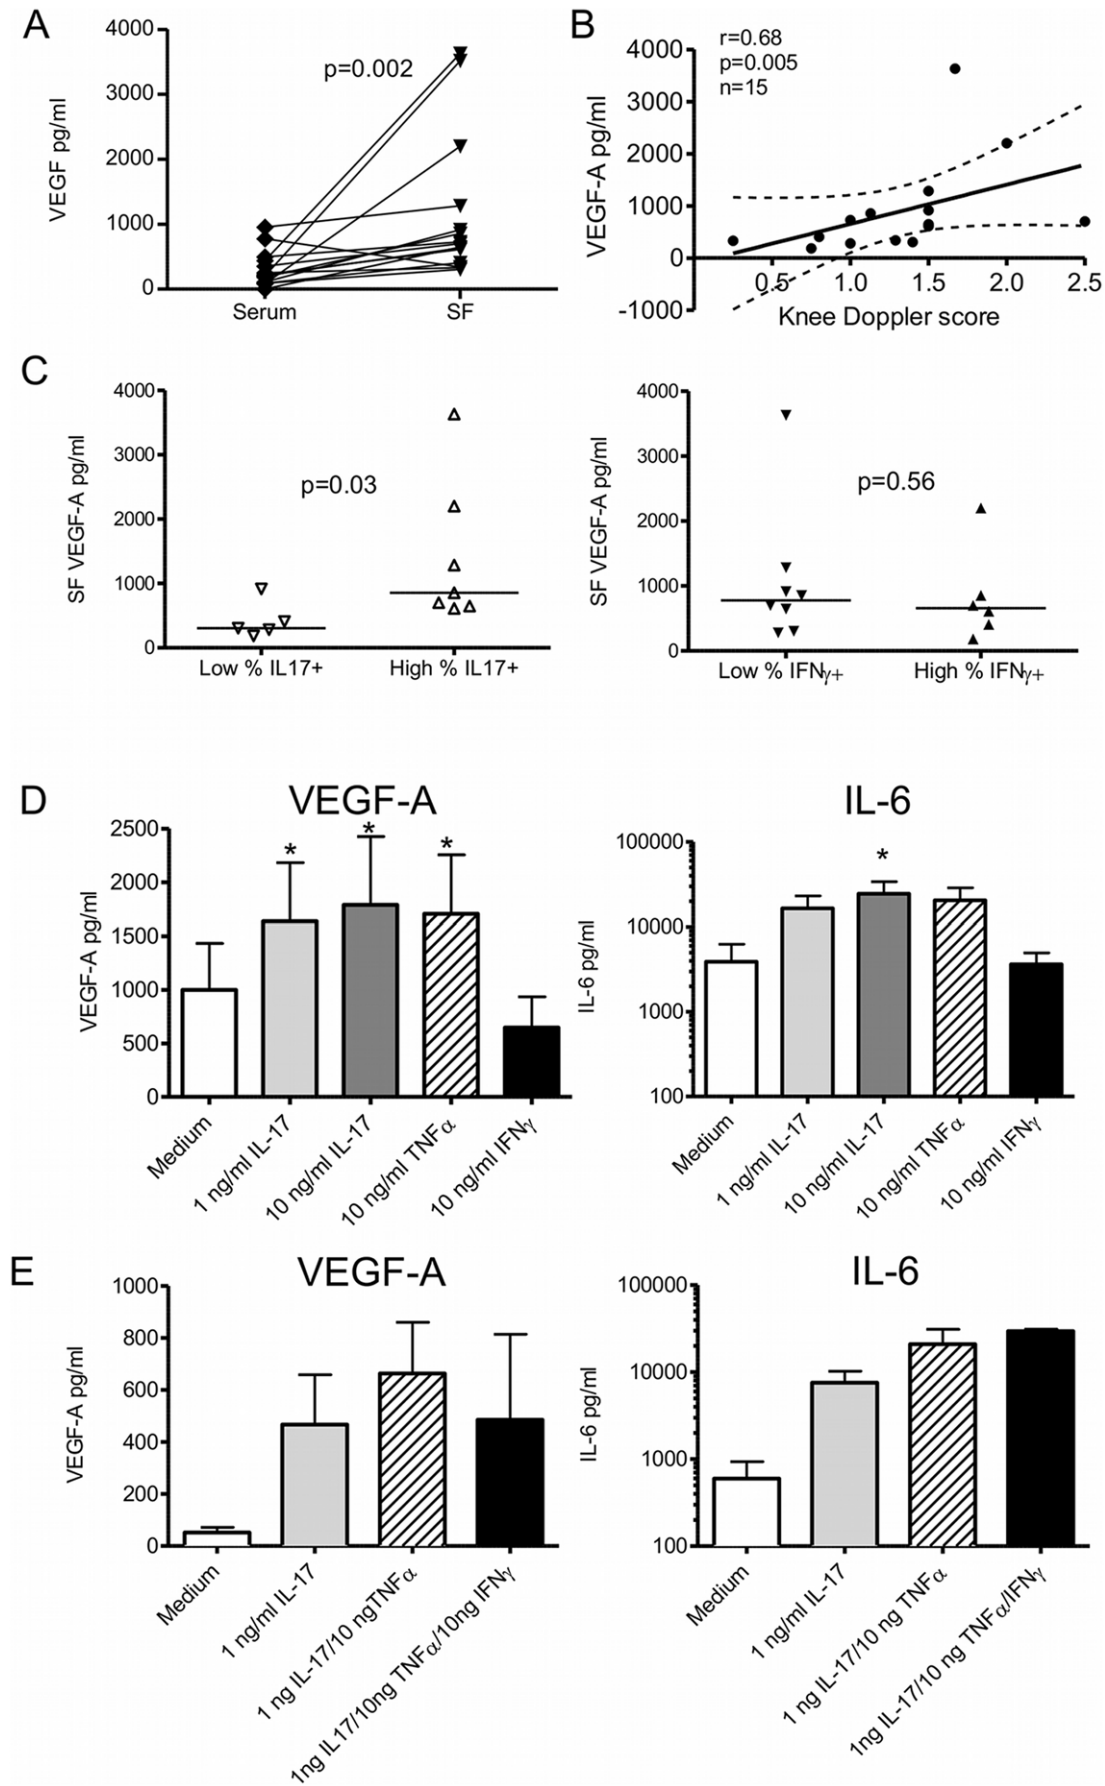 A
VEGF pg/ml
4000
3000
2000
1000
0
p=0.002
Serum SF
B
VEGF-A pg/ml
4000
3000
2000
1000
0
-1000
r=0.68
p=0.005
n=15
0.5 1.0 1.5 2.0 2.5
Knee Doppler score
C
SF VEGF-A pg/ml
4000
3000
2000
1000
0
p=0.03
Low % IL17+ High % IL17+
SF VEGF-A pg/ml
4000
3000
2000
1000
0
p=0.56
Low % IFNγ+ High % IFNγ+
D
VEGF-A
VEGF-A pg/ml
2500
2000
1500
1000
500
0
* * *
Medium
1 ng/ml IL-17
10 ng/ml IL-17
10 ng/ml TNFα
10 ng/ml IFNγ
IL-6
IL-6 pg/ml
100000
10000
1000
100
*
Medium
1 ng/ml IL-17
10 ng/ml IL-17
10 ng/ml TNFα
10 ng/ml IFNγ
E
VEGF-A
VEGF-A pg/ml
1000
800
600
400
200
0
Medium
1 ng/ml IL-17
1 ng IL-17/10 ngTNFα
1ng IL17/10ng TNFα/10ng IFNγ
IL-6
IL-6 pg/ml
100000
10000
1000
100
Medium
1 ng/ml IL-17
1 ng IL-17/10 ng TNFα
1ng IL-17/10 ng TNFα/IFNγ